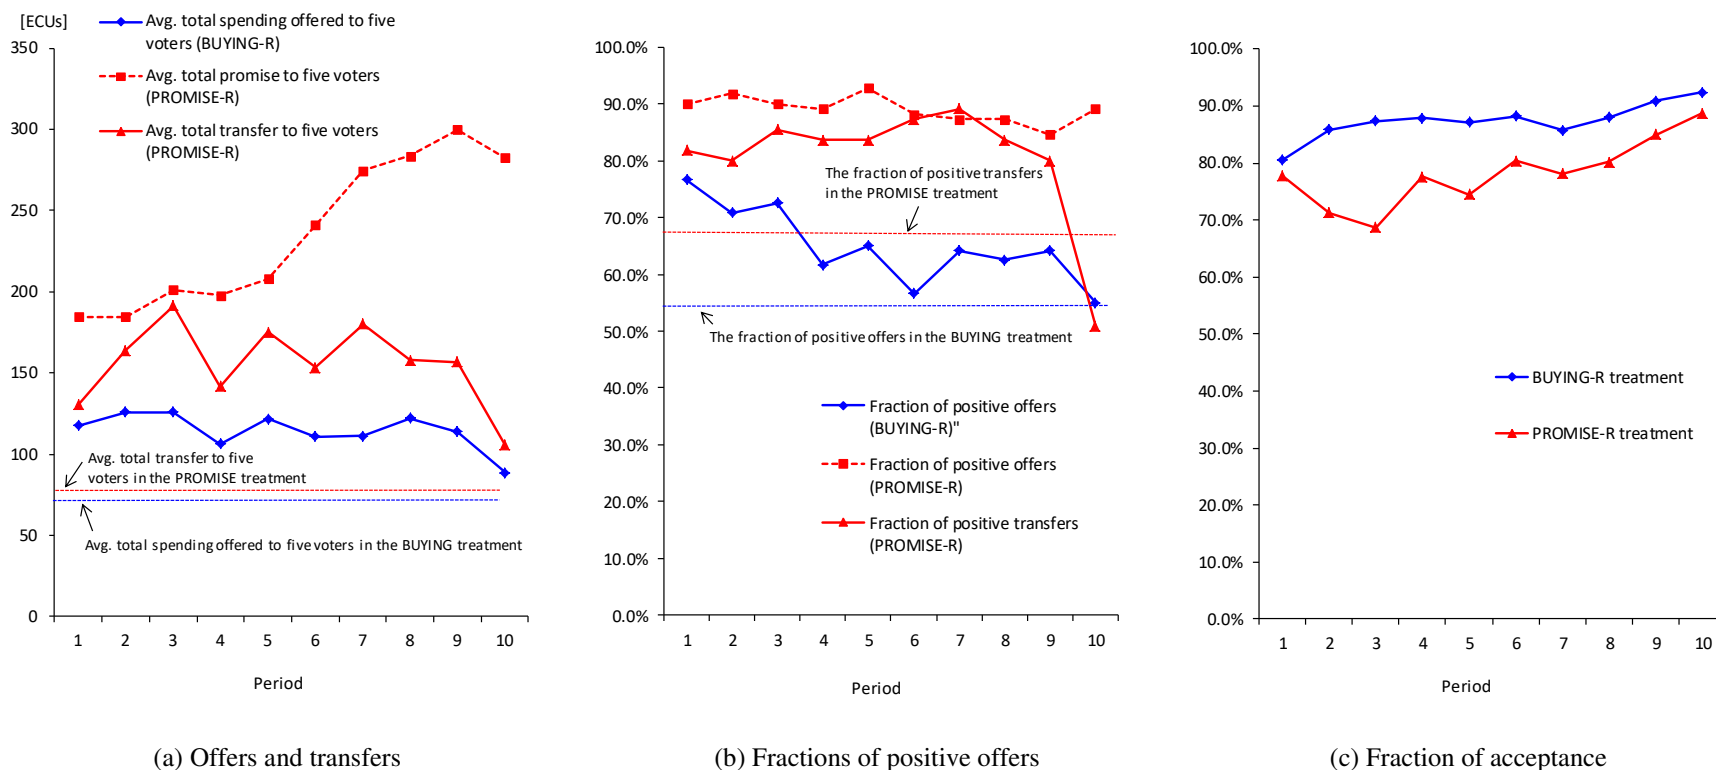 [ECUs]
Avg. total spending offered to five
voters (BUYING-R)
Avg. total promise to five voters
(PROMISE-R)
Avg. total transfer to five voters
(PROMISE-R)
350
300
250
200
150
100
50
0
Avg. total transfer to five
voters in the PROMISE treatment
Avg. total spending offered to five voters in the BUYING treatment
1 2 3 4 5 6 7 8 9 10
Period
(a) Offers and transfers
100.0%
90.0%
80.0%
70.0%
60.0%
50.0%
40.0%
30.0%
20.0%
10.0%
0.0%
The fraction of positive transfers
in the PROMISE treatment
The fraction of positive offers in the BUYING treatment
Fraction of positive offers
(BUYING-R)"
Fraction of positive offers
(PROMISE-R)
Fraction of positive transfers
(PROMISE-R)
1 2 3 4 5 6 7 8 9 10
Period
(b) Fractions of positive offers
100.0%
90.0%
80.0%
70.0%
60.0%
50.0%
40.0%
30.0%
20.0%
10.0%
0.0%
BUYING-R treatment
PROMISE-R treatment
1 2 3 4 5 6 7 8 9 10
Period
(c) Fraction of acceptance